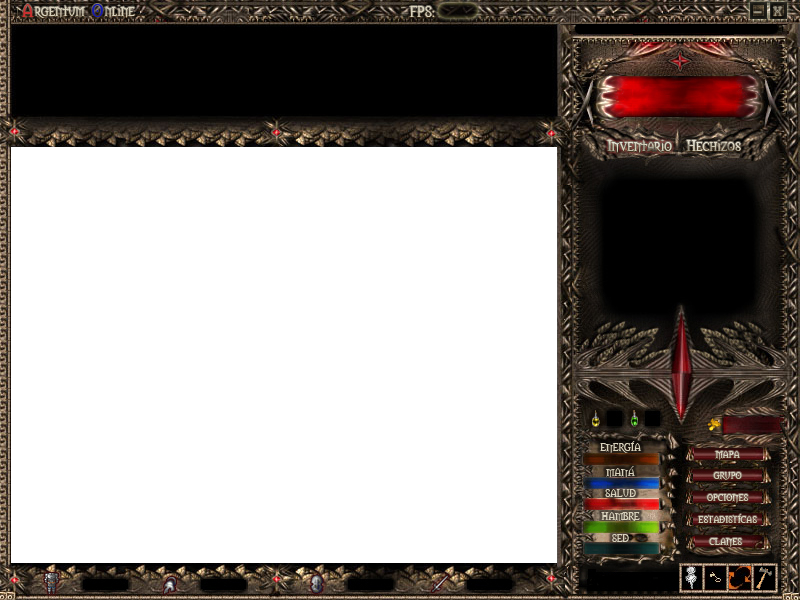 Argentum Online
FPS:
Inventario Hechizos
Energía
Maná
Salud
Hambre
Sed
Mapa
Grupo
Opciones
Estadísticas
Clanes